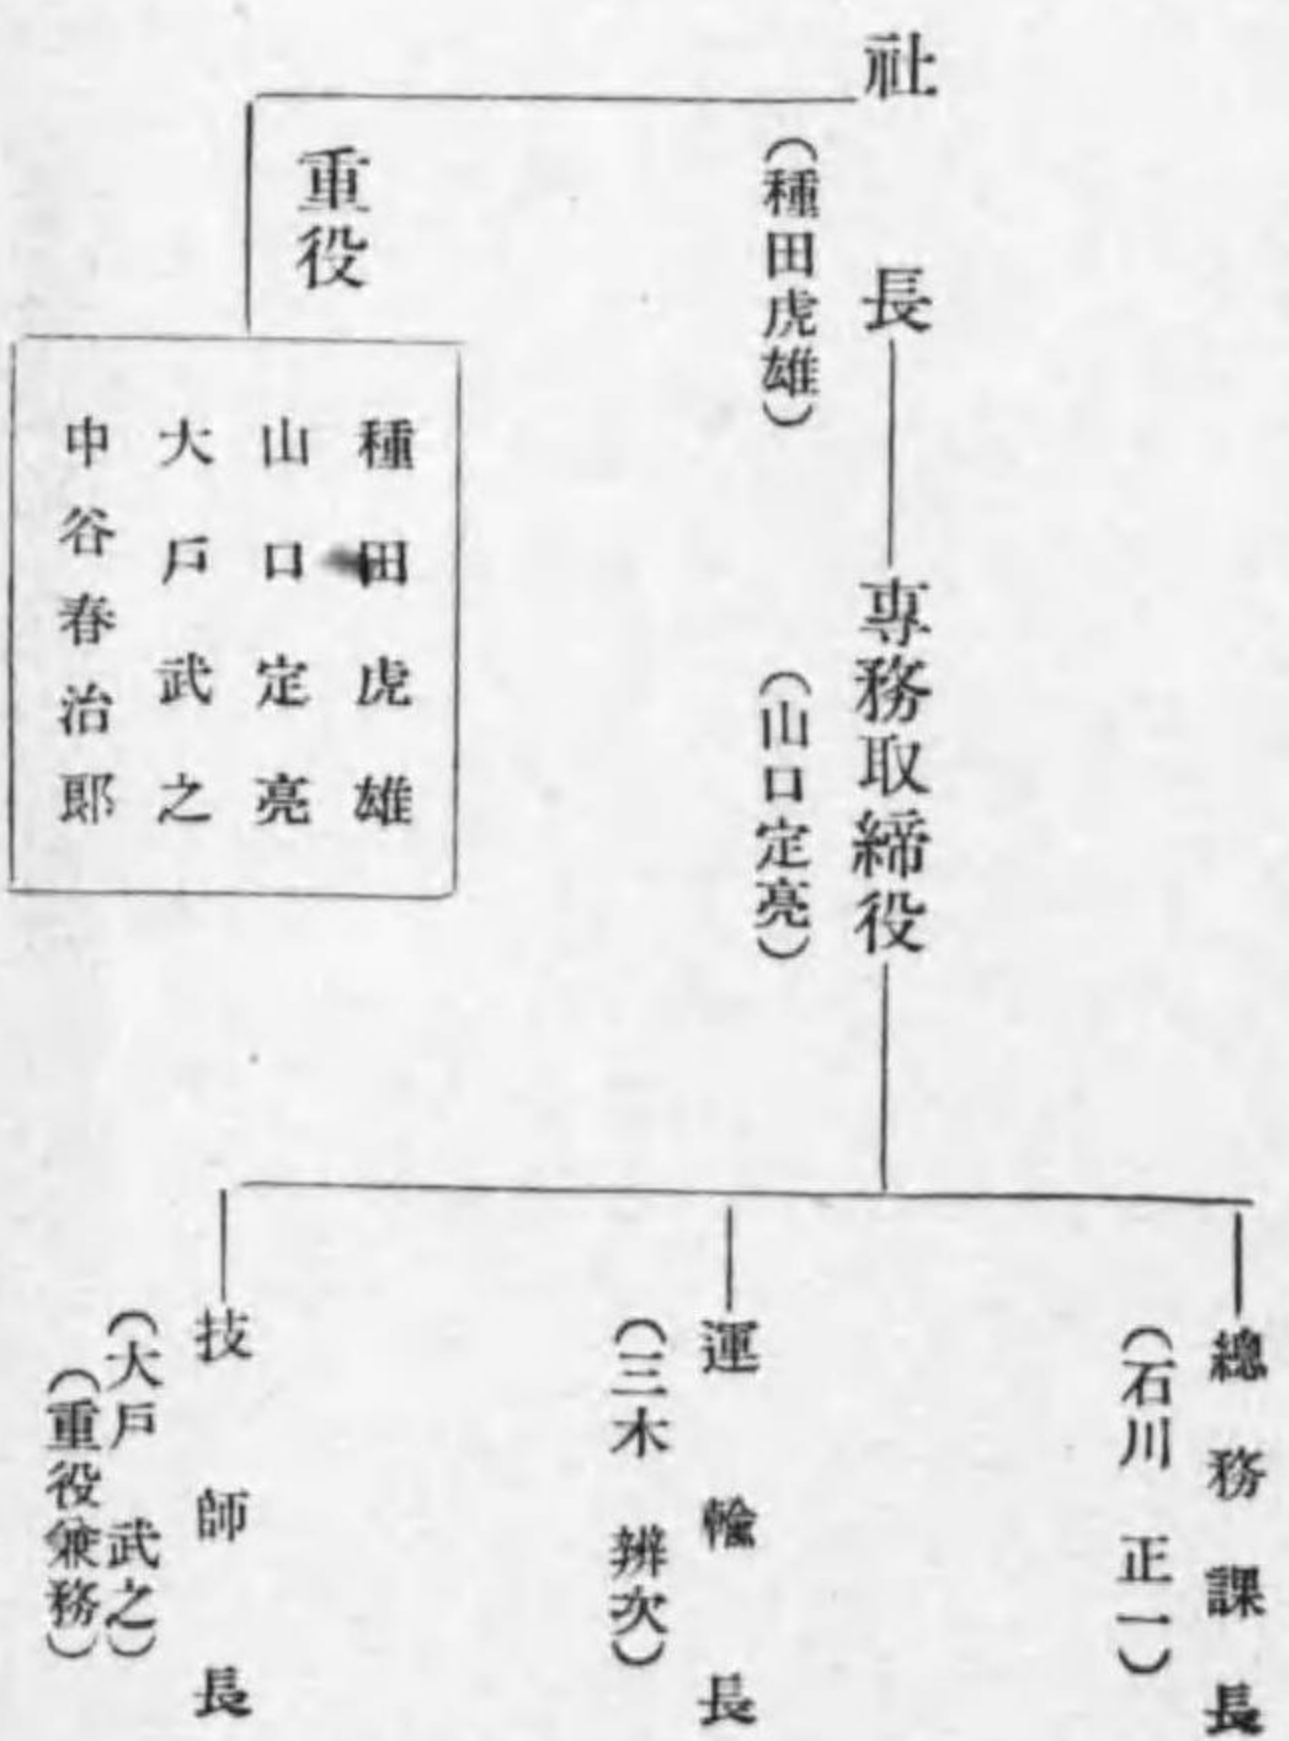 社長
（種田虎雄）
専務取締役
（山口定亮）
重役
種田虎雄
山口定亮
大戸武之
中谷春治郎
總務課長
（石川　正一）
運輸長
（三木　辨次）
技師長
（大戸　武之）
（重役兼務）